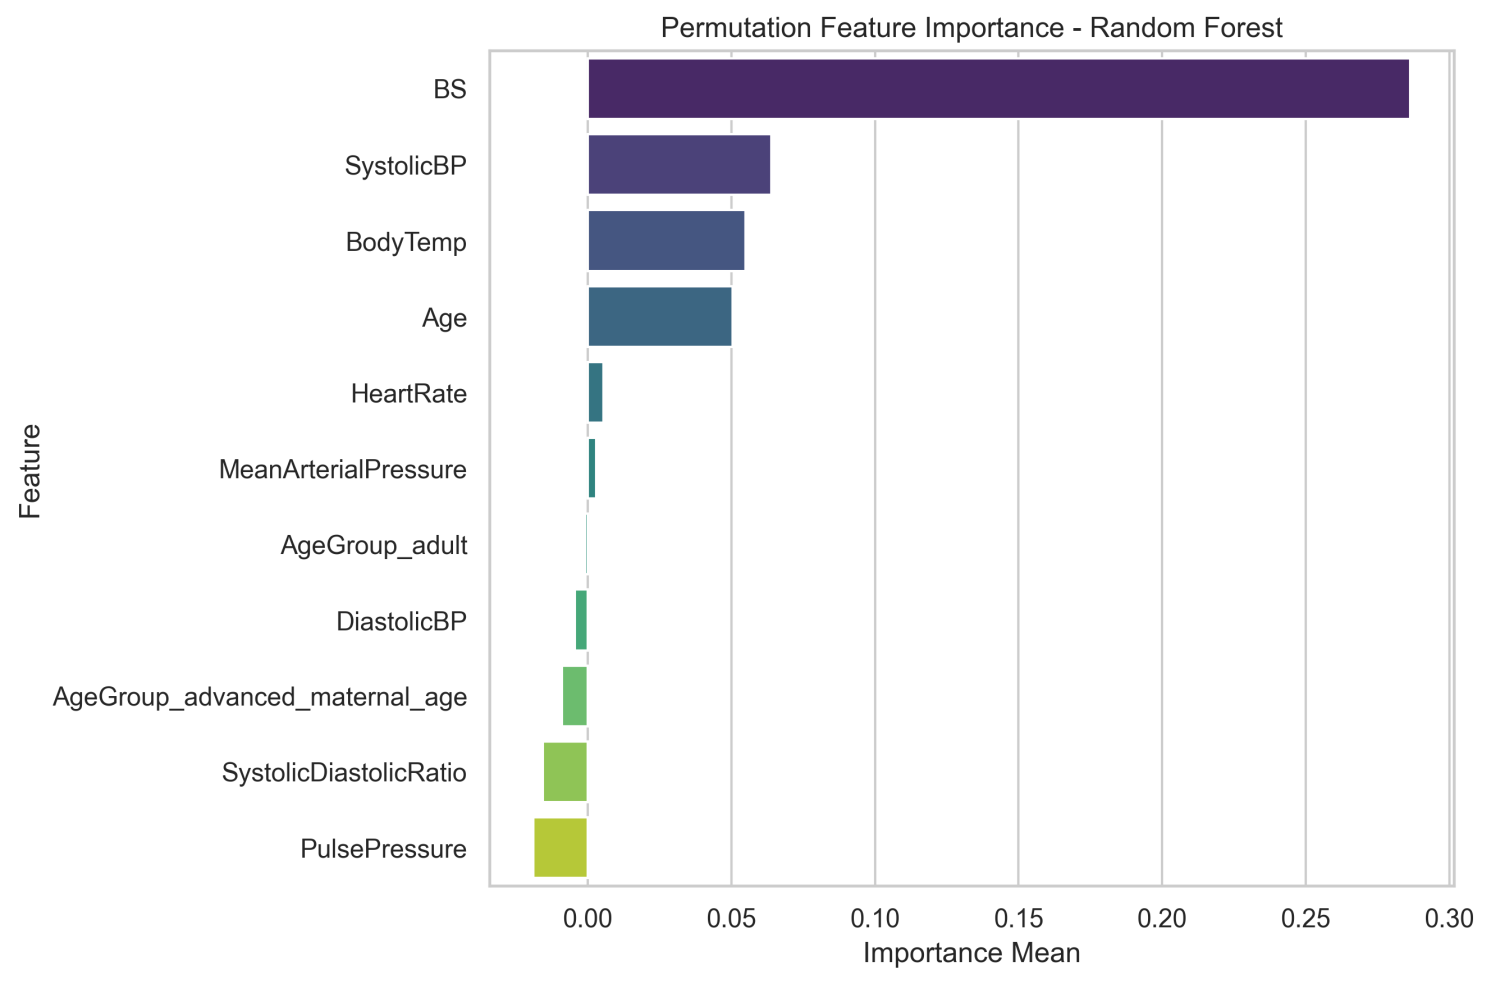 Permutation Feature Importance - Random Forest
BS
SystolicBP
BodyTemp
Age
HeartRate
MeanArterialPressure
AgeGroup_adult
DiastolicBP
AgeGroup_advanced_maternal_age
SystolicDiastolicRatio
PulsePressure
Feature
0.00 0.05 0.10 0.15 0.20 0.25 0.30
Importance Mean